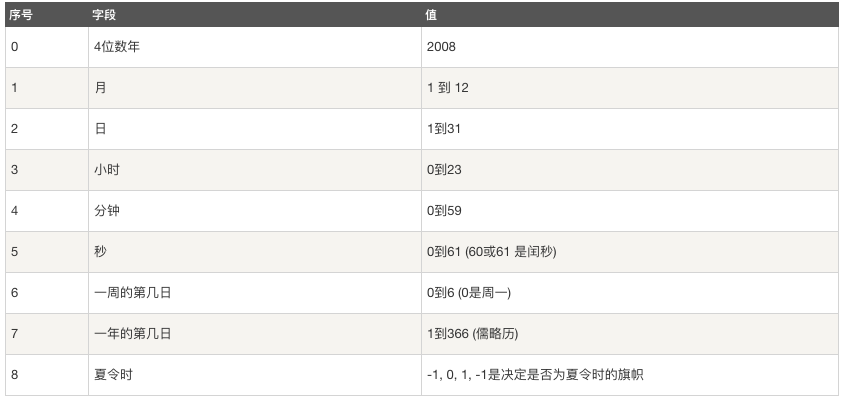 序号 字段 值
0 4位数年 2008
1 月 1 到 12
2 日 1到31
3 小时 0到23
4 分钟 0到59
5 秒 0到61 (60或61 是闰秒)
6 一周的第几日 0到6 (0是周一)
7 一年的第几日 1到366 (儒略历)
8 夏令时 -1, 0, 1, -1是决定是否为夏令时的旗帜